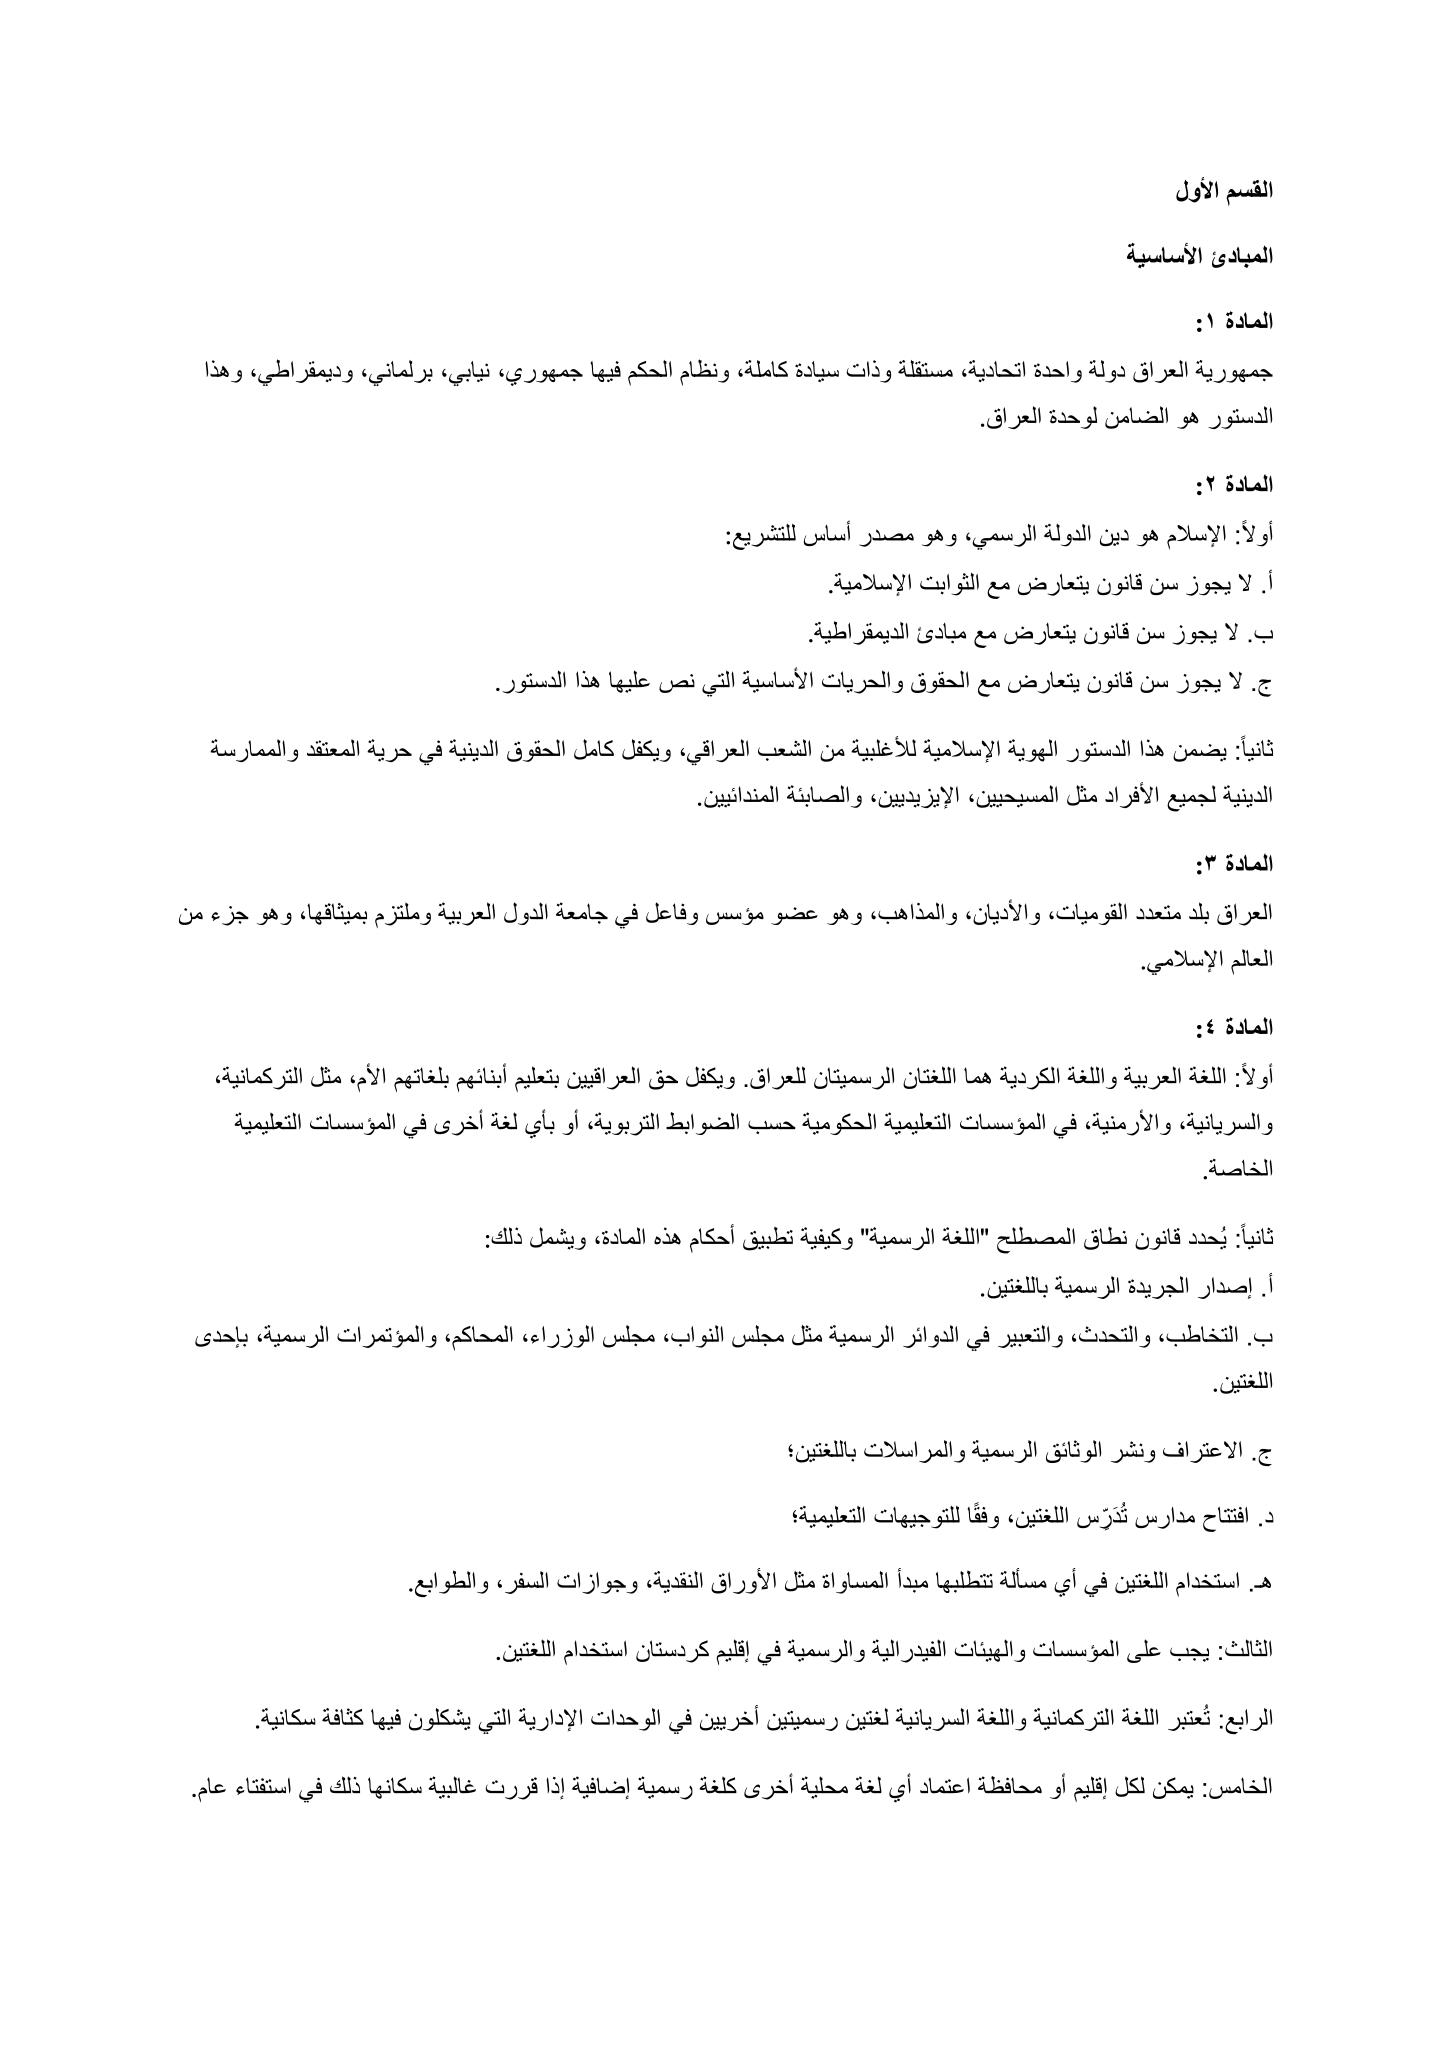 القسم الأول
المبادئ الأساسية
المادة ١:
جمهورية العراق دولة واحدة اتحادية، مستقلة وذات سيادة كاملة، ونظام الحكم فيها جمهوري، نيابي، برلماني، وديمقراطي، وهذا
الدستور هو الضامن لوحدة العراق.
المادة ٢:
أولاً: الإسلام هو دين الدولة الرسمي، وهو مصدر أساس للتشريع:
أ. لا يجوز سن قانون يتعارض مع الثوابت الإسلامية.
ب. لا يجوز سن قانون يتعارض مع مبادئ الديمقراطية.
ج. لا يجوز سن قانون يتعارض مع الحقوق والحريات الأساسية التي نص عليها هذا الدستور.
ثانياً: يضمن هذا الدستور الهوية الإسلامية للأغلبية من الشعب العراقي، ويكفل كامل الحقوق الدينية في حرية المعتقد والممارسة
الدينية لجميع الأفراد مثل المسيحيين، الإيزيديين، والصابئة المندائيين.
المادة ٣:
العراق بلد متعدد القوميات، والأديان، والمذاهب، وهو عضو مؤسس وفاعل في جامعة الدول العربية وملتزم بميثاقها، وهو جزء من
العالم الإسلامي.
المادة ٤:
أولاً: اللغة العربية واللغة الكردية هما اللغتان الرسميتان للعراق. ويكفل حق العراقيين بتعليم أبنائهم بلغاتهم الأم، مثل التركمانية،
والسريانية، والأرمنية، في المؤسسات التعليمية الحكومية حسب الضوابط التربوية، أو بأي لغة أخرى في المؤسسات التعليمية
الخاصة.
ثانياً: يُحدد قانون نطاق المصطلح "اللغة الرسمية" وكيفية تطبيق أحكام هذه المادة، ويشمل ذلك:
أ. إصدار الجريدة الرسمية باللغتين.
ب. التخاطب، والتحدث، والتعبير في الدوائر الرسمية مثل مجلس النواب، مجلس الوزراء، المحاكم، والمؤتمرات الرسمية، بإحدى
اللغتين.
ج. الاعتراف ونشر الوثائق الرسمية والمراسلات باللغتين؛
د. افتتاح مدارس تُدَرِّس اللغتين، وفقًا للتوجيهات التعليمية؛
هـ. استخدام اللغتين في أي مسألة تتطلبها مبدأ المساواة مثل الأوراق النقدية، وجوازات السفر، والطوابع.
الثالث: يجب على المؤسسات والهيئات الفيدرالية والرسمية في إقليم كردستان استخدام اللغتين.
الرابع: تُعتبر اللغة التركمانية واللغة السريانية لغتين رسميتين أخريين في الوحدات الإدارية التي يشكلون فيها كثافة سكانية.
الخامس: يمكن لكل إقليم أو محافظة اعتماد أي لغة محلية أخرى كلغة رسمية إضافية إذا قررت غالبية سكانها ذلك في استفتاء عام.